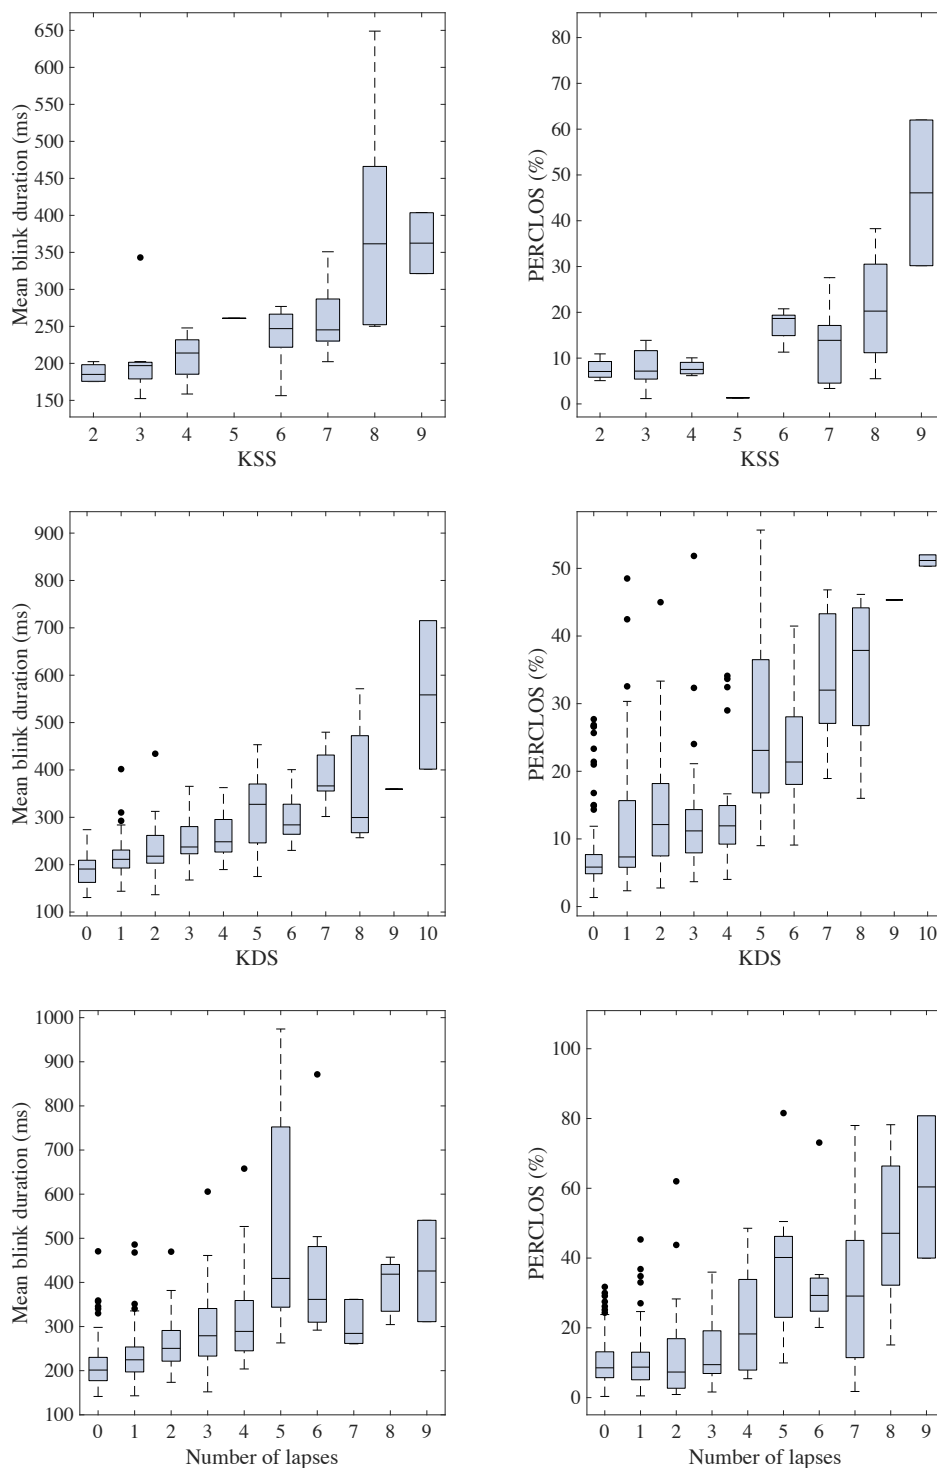 650
600
550
500
450
400
350
300
250
200
150
Mean blink duration (ms)
2 3 4 5 6 7 8 9
KSS
80
70
60
50
40
30
20
10
0
PERCLOS (%)
2 3 4 5 6 7 8 9
KSS
900
800
700
600
500
400
300
200
100
Mean blink duration (ms)
0 1 2 3 4 5 6 7 8 9 10
KDS
50
40
30
20
10
0
PERCLOS (%)
0 1 2 3 4 5 6 7 8 9 10
KDS
1000
900
800
700
600
500
400
300
200
100
Mean blink duration (ms)
0 1 2 3 4 5 6 7 8 9
Number of lapses
100
80
60
40
20
0
PERCLOS (%)
0 1 2 3 4 5 6 7 8 9
Number of lapses